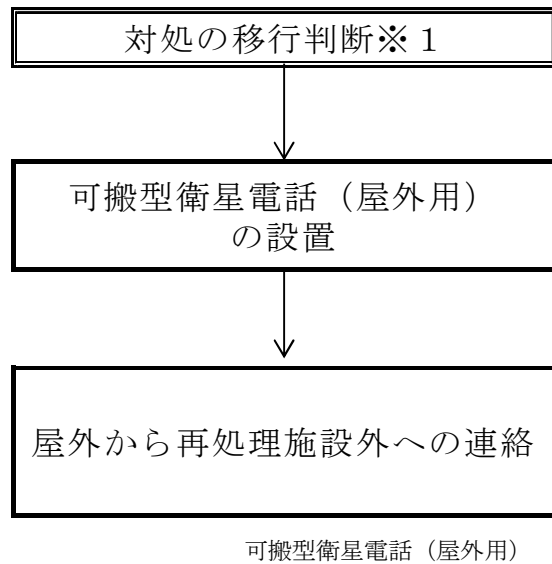 対処の移行判断※１
可搬型衛星電話（屋外用）
の設置
屋外から再処理施設外への連絡
可搬型衛星電話（屋外用）